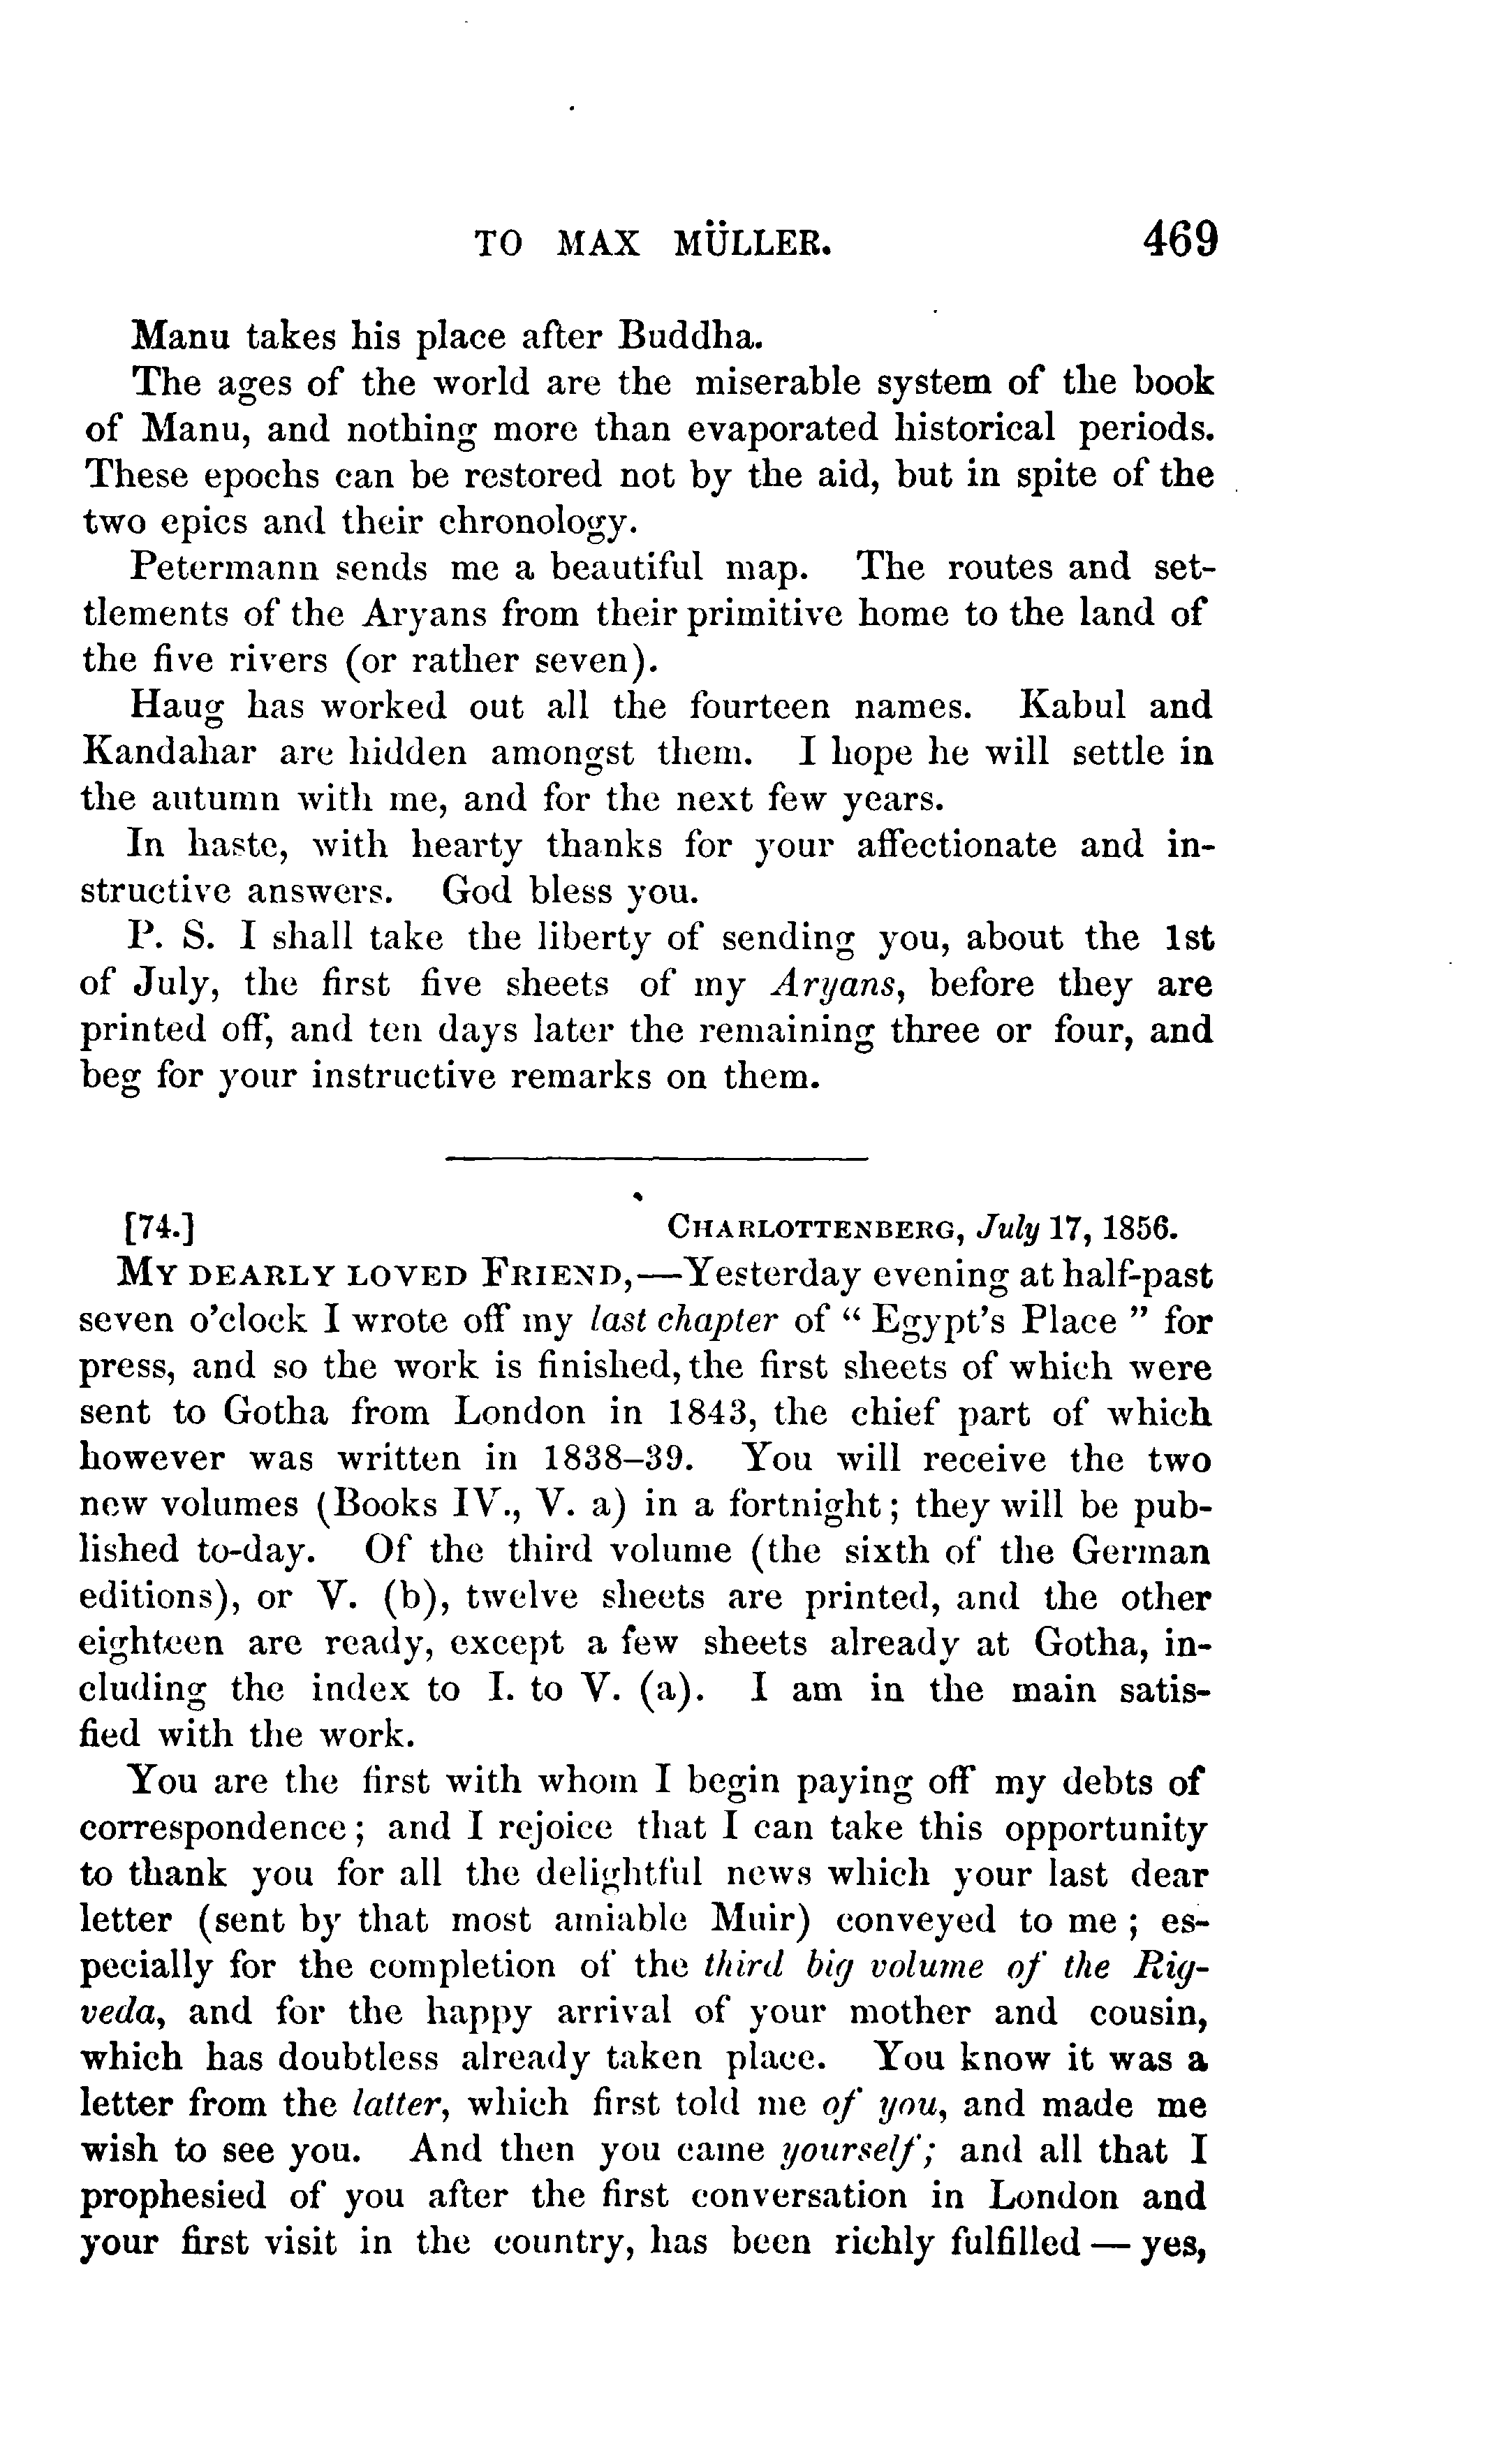 TO MAX MÜLLER. 469
Manu takes his place after Buddha.
The ages of the world are the miserable system of the book
of Manu, and nothing more than evaporated historical periods.
These epochs can be restored not by the aid, but in spite of the
two epics and their chronology.
Petermann sends me a beautiful map. The routes and set-
tlements of the Aryans from their primitive home to the land of
the five rivers (or rather seven).
Haug has worked out all the fourteen names. Kabul and
Kandahar are hidden amongst them. I hope he will settle in
the autumn with me, and for the next few years.
In haste, with hearty thanks for your affectionate and in-
structive answers. God bless you.
P. S. I shall take the liberty of sending you, about the 1st
of July, the first five sheets of my Aryans, before they are
printed off, and ten days later the remaining three or four, and
beg for your instructive remarks on them.
[74.] CHARLOTTENBERG, July 17, 1856.
MY DEARLY LOVED FRIEND,—Yesterday evening at half-past
seven o'clock I wrote off my last chapter of “ Egypt's Place ” for
press, and so the work is finished, the first sheets of which were
sent to Gotha from London in 1843, the chief part of which
however was written in 1838–39. You will receive the two
new volumes (Books IV., V. a) in a fortnight; they will be pub-
lished to-day. Of the third volume (the sixth of the German
editions), or V. (b), twelve sheets are printed, and the other
eighteen are ready, except a few sheets already at Gotha, in-
cluding the index to I. to V. (a). I am in the main satis-
fied with the work.
You are the first with whom I begin paying off my debts of
correspondence; and I rejoice that I can take this opportunity
to thank you for all the delightful news which your last dear
letter (sent by that most amiable Muir) conveyed to me; es-
pecially for the completion of the third big volume of the Rig-
veda, and for the happy arrival of your mother and cousin,
which has doubtless already taken place. You know it was a
letter from the latter, which first told me of you, and made me
wish to see you. And then you came yourself; and all that I
prophesied of you after the first conversation in London and
your first visit in the country, has been richly fulfilled — yes,